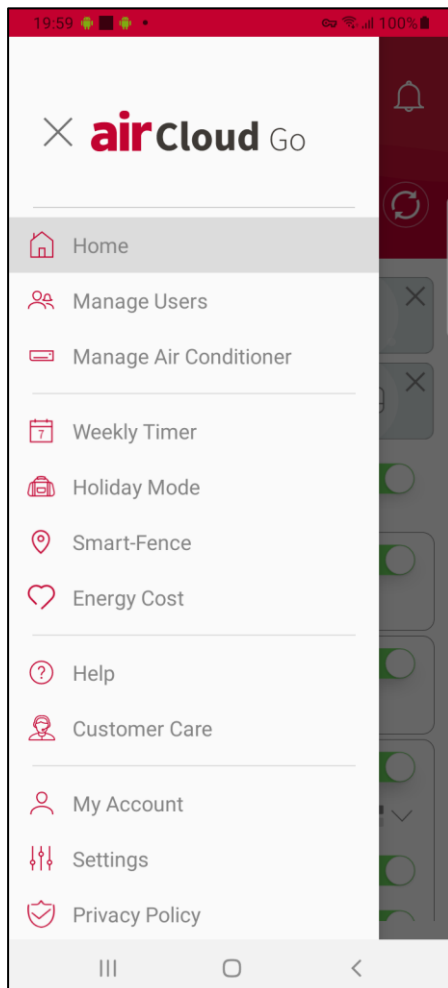 19:59
100%
airCloud Go
Home
Manage Users
Manage Air Conditioner
7
Weekly Timer
Holiday Mode
Smart-Fence
Energy Cost
?
Help
Customer Care
My Account
Settings
Privacy Policy